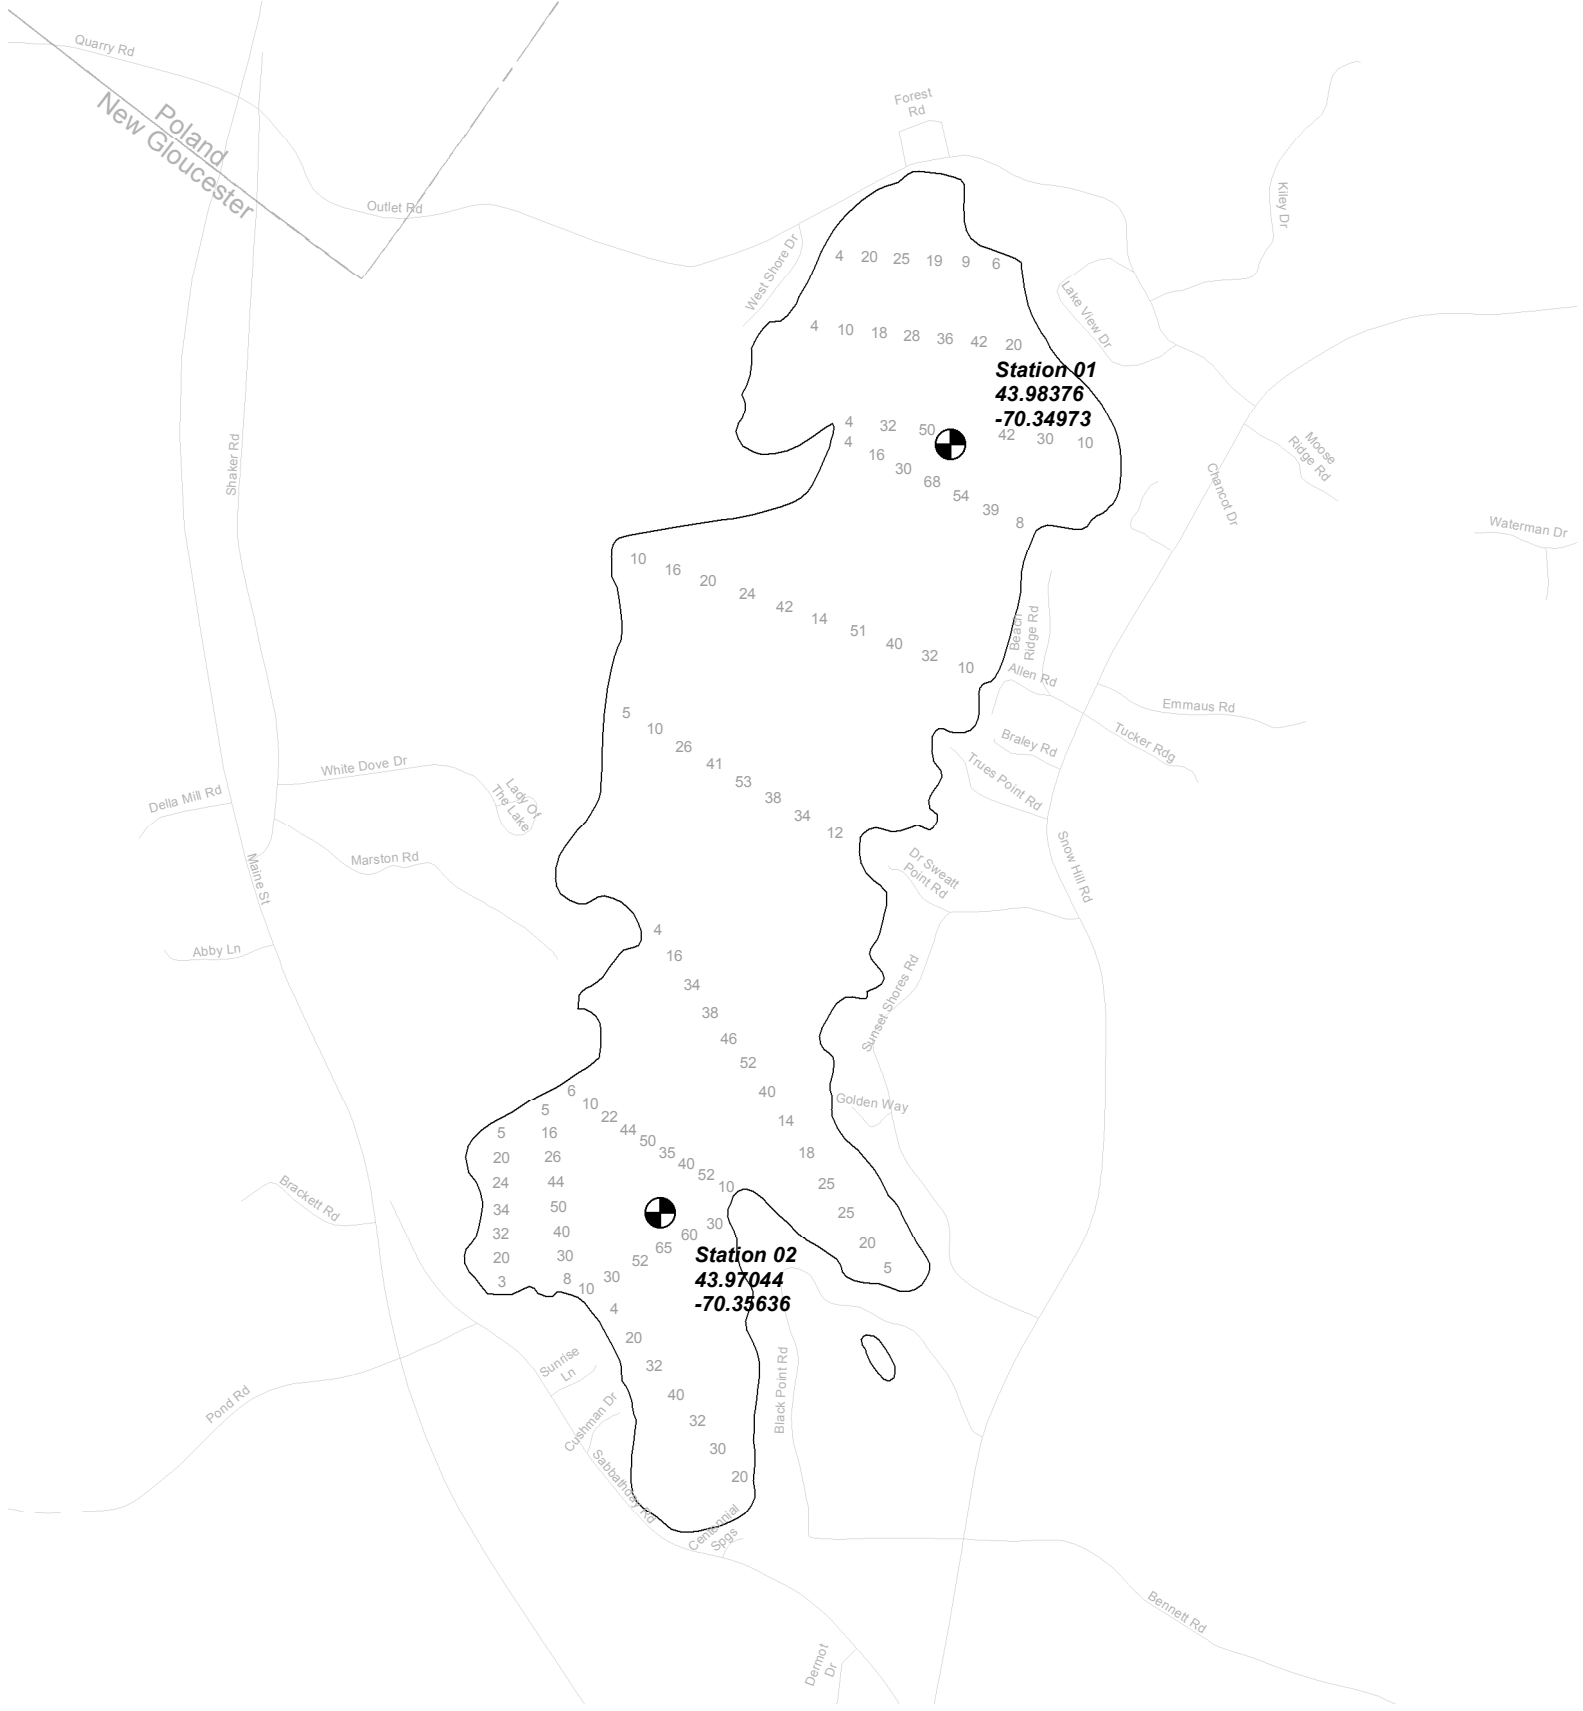 Quarry Rd
Poland
New Gloucester
Outlet Rd
Forest
Rd
Kiley Dr
West Shore Dr
4 20 25 19 9 6
Lake View Dr
4 10 18 28 36 42 20
Station 01
43.98376
-70.34973
4 32 50 42 30 10
4 16 30 68 54 39 8
Moose
Ridge Rd
Shaker Rd
Chancot Dr
Waterman Dr
10 16 20 24 42 14 51 40 32 10
Beach
Ridge Rd
Allen Rd
Emmaus Rd
5 10 26 41 53 38 34 12
Braley Rd
Tucker Rdg
Trues Point Rd
White Dove Dr
Lady Of
The Lake
Della Mill Rd
Marston Rd
Maine St
Dr Sweatt
Point Rd
Snow Hill Rd
Abby Ln
4 16 34 38 46 52 40 14 18 25 25 20 5
Sunset Shores Rd
Golden Way
6 10 22 44 50 35 40 52 10
5 16 26 44 50 40 30 8
5 20 24 34 32 20 3
Brackett Rd
10 30 52 65 60 30
Station 02
43.97044
-70.35636
4 20 32 40 32 30 20
Sunrise
Ln
Black Point Rd
Pond Rd
Cushman Dr
Sabbathday Rd
Centennial
Spgs
Bennett Rd
Dermot
Dr